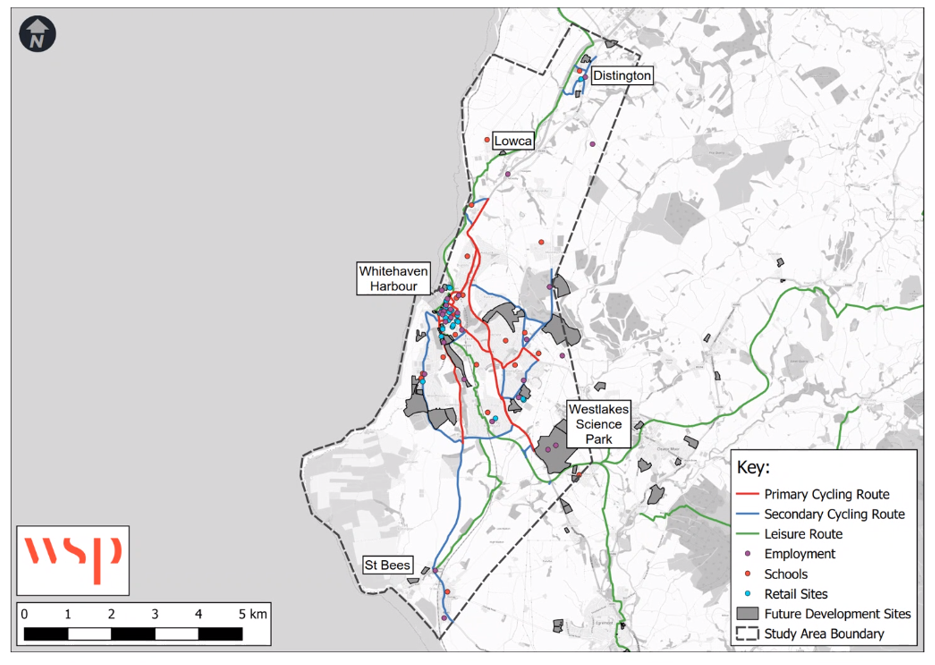 N
Distington
Lowca
Whitehaven
Harbour
Westlakes
Science
Park
St Bees
wsp
0 1 2 3 4 5 km
Key:
Primary Cycling Route
Secondary Cycling Route
Leisure Route
Employment
Schools
Retail Sites
Future Development Sites
Study Area Boundary